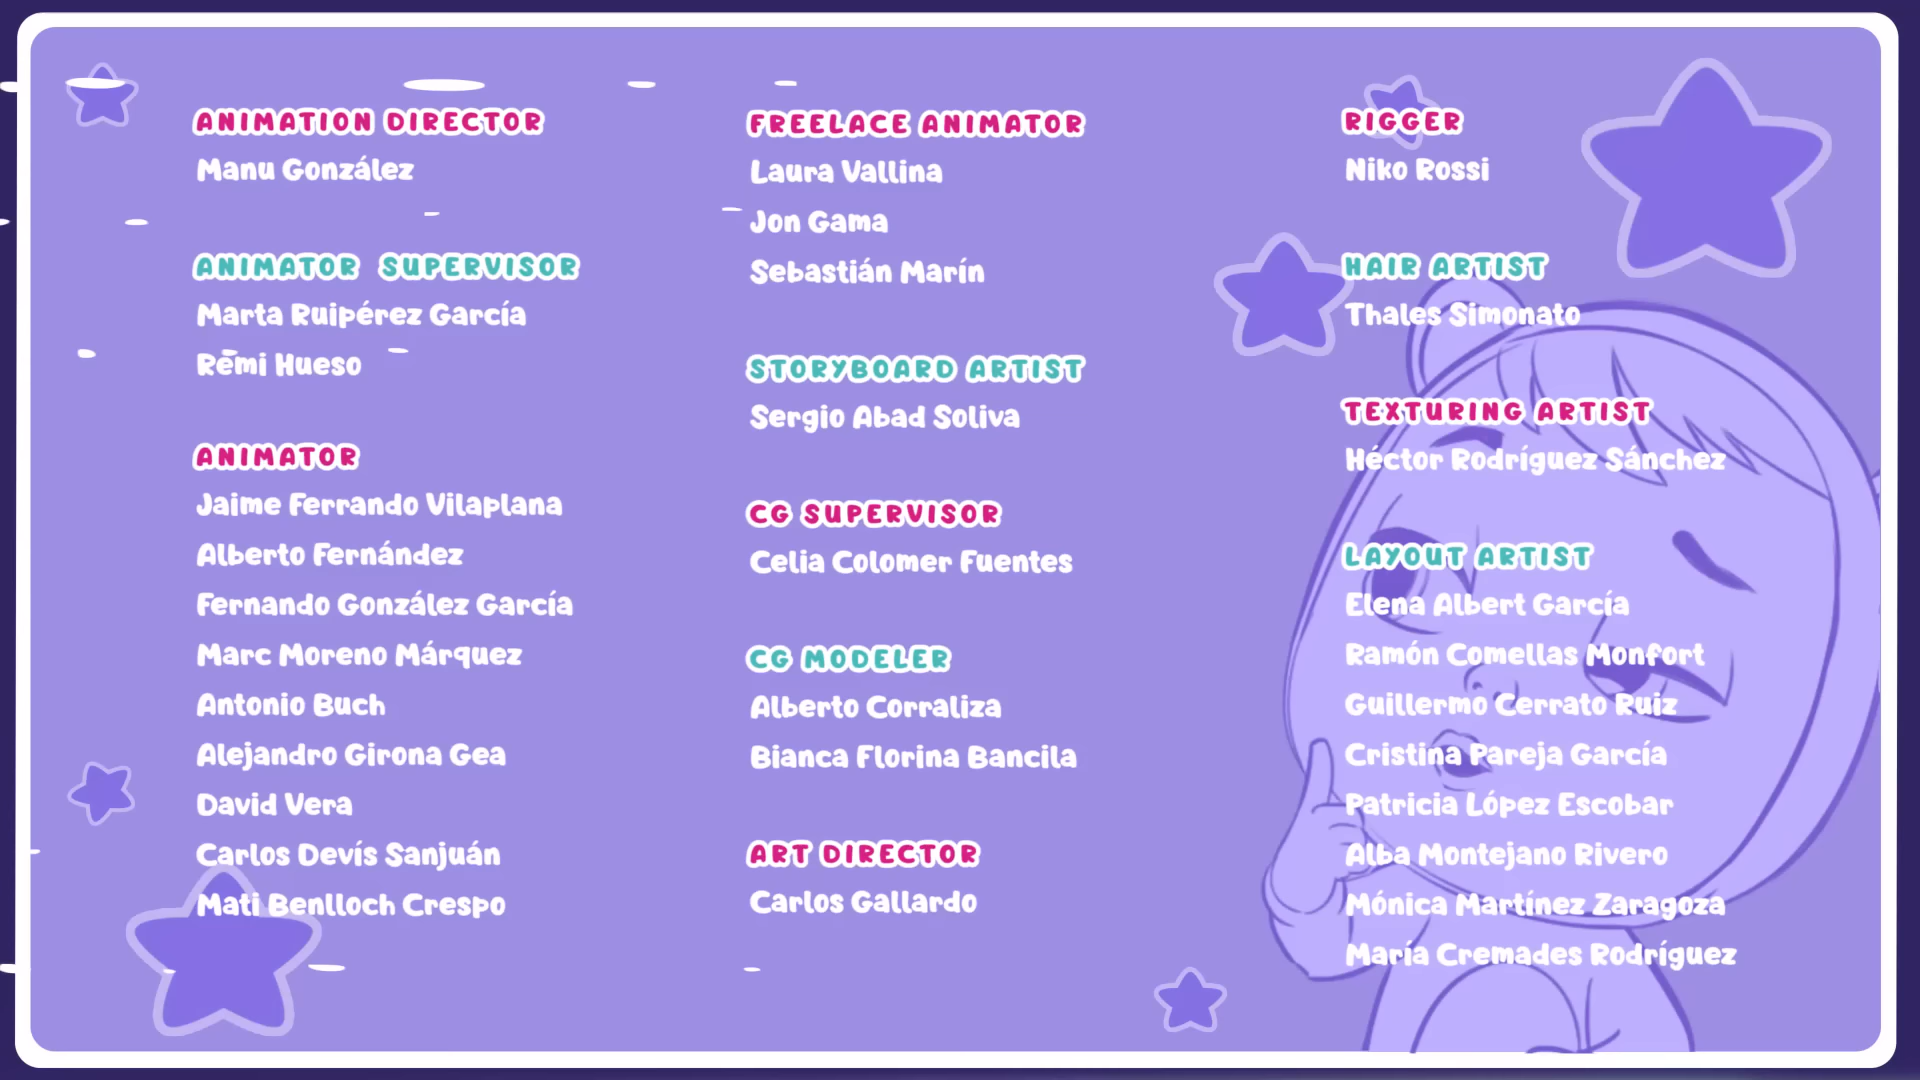 ANIMATION DIRECTOR
Manu González
ANIMATOR SUPERVISOR
Marta Ruipérez García
Rémi Hueso
ANIMATOR
Jaime Ferrando Vilaplana
Alberto Fernández
Fernando González García
Marc Moreno Márquez
Antonio Buch
Alejandro Girona Gea
David Vera
Carlos Devís Sanjuán
Mati Benlloch Crespo
FREELACE ANIMATOR
Laura Vallina
Jon Gama
Sebastián Marín
STORYBOARD ARTIST
Sergio Abad Soliva
CG SUPERVISOR
Celia Colomer Fuentes
CG MODELER
Alberto Corraliza
Bianca Florina Bancila
ART DIRECTOR
Carlos Gallardo
RIGGER
Niko Rossi
HAIR ARTIST
Thales Simonato
TEXTURING ARTIST
Héctor Rodríguez Sánchez
LAYOUT ARTIST
Elena Albert García
Ramón Comellas Monfort
Guillermo Cerrato Ruiz
Cristina Pareja García
Patricia López Escobar
Alba Montejano Rivero
Mónica Martínez Zaragoza
María Cremades Rodríguez